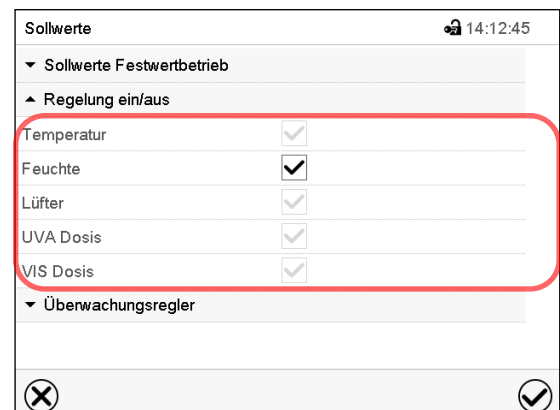 Sollwerte 14:12:45
Sollwerte Festwertbetrieb
Regelung ein/aus
Temperatur
Feuchte
Lüfter
UVA Dosis
VIS Dosis
Überwachungsregler